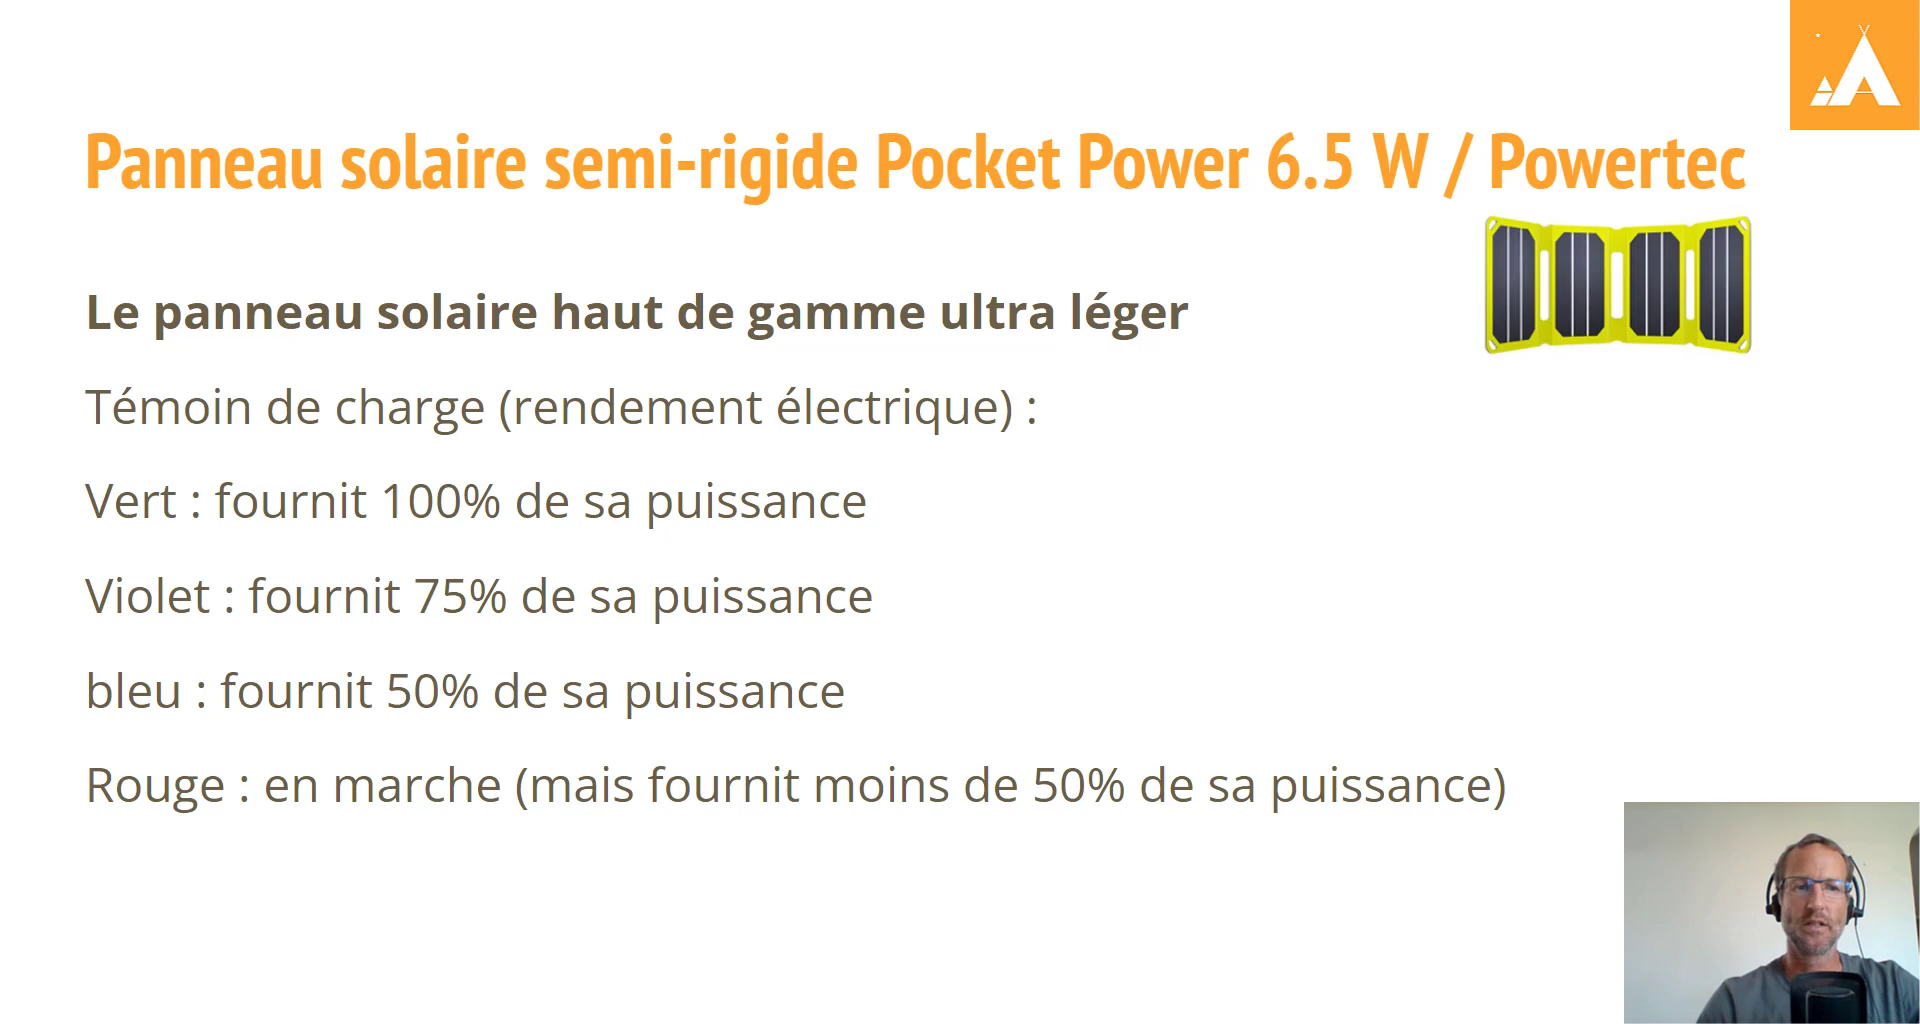 Panneau solaire semi-rigide Pocket Power 6.5 W / Powertec
Le panneau solaire haut de gamme ultra léger
Témoin de charge (rendement électrique) :
Vert : fournit 100% de sa puissance
Violet : fournit 75% de sa puissance
bleu : fournit 50% de sa puissance
Rouge : en marche (mais fournit moins de 50% de sa puissance)